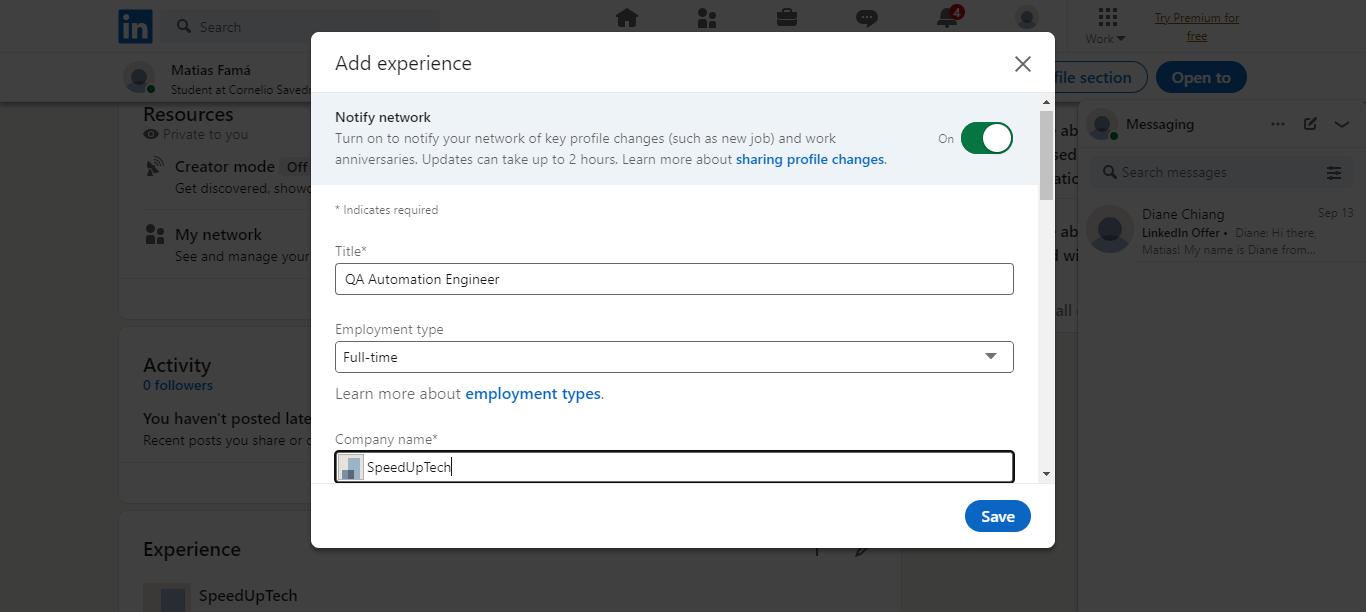 in
Search
4
Work
Try Premium for
free
Matias Famá
Student at Cornelio Saved
file section
Open to
Resources
Private to you
Creator mode Off
Get discovered, show
My network
See and manage your
Activity
0 followers
You haven't posted late
Recent posts you share or
Experience
SpeedUpTech
Add experience
Notify network
Turn on to notify your network of key profile changes (such as new job) and work
anniversaries. Updates can take up to 2 hours. Learn more about sharing profile changes.
On
* Indicates required
Title*
QA Automation Engineer
Employment type
Full-time
Learn more about employment types.
Company name*
SpeedUpTech
Save
Messaging
Search messages
Diane Chiang
Sep 13
LinkedIn Offer • Diane: Hi there,
Matias! My name is Diane from...